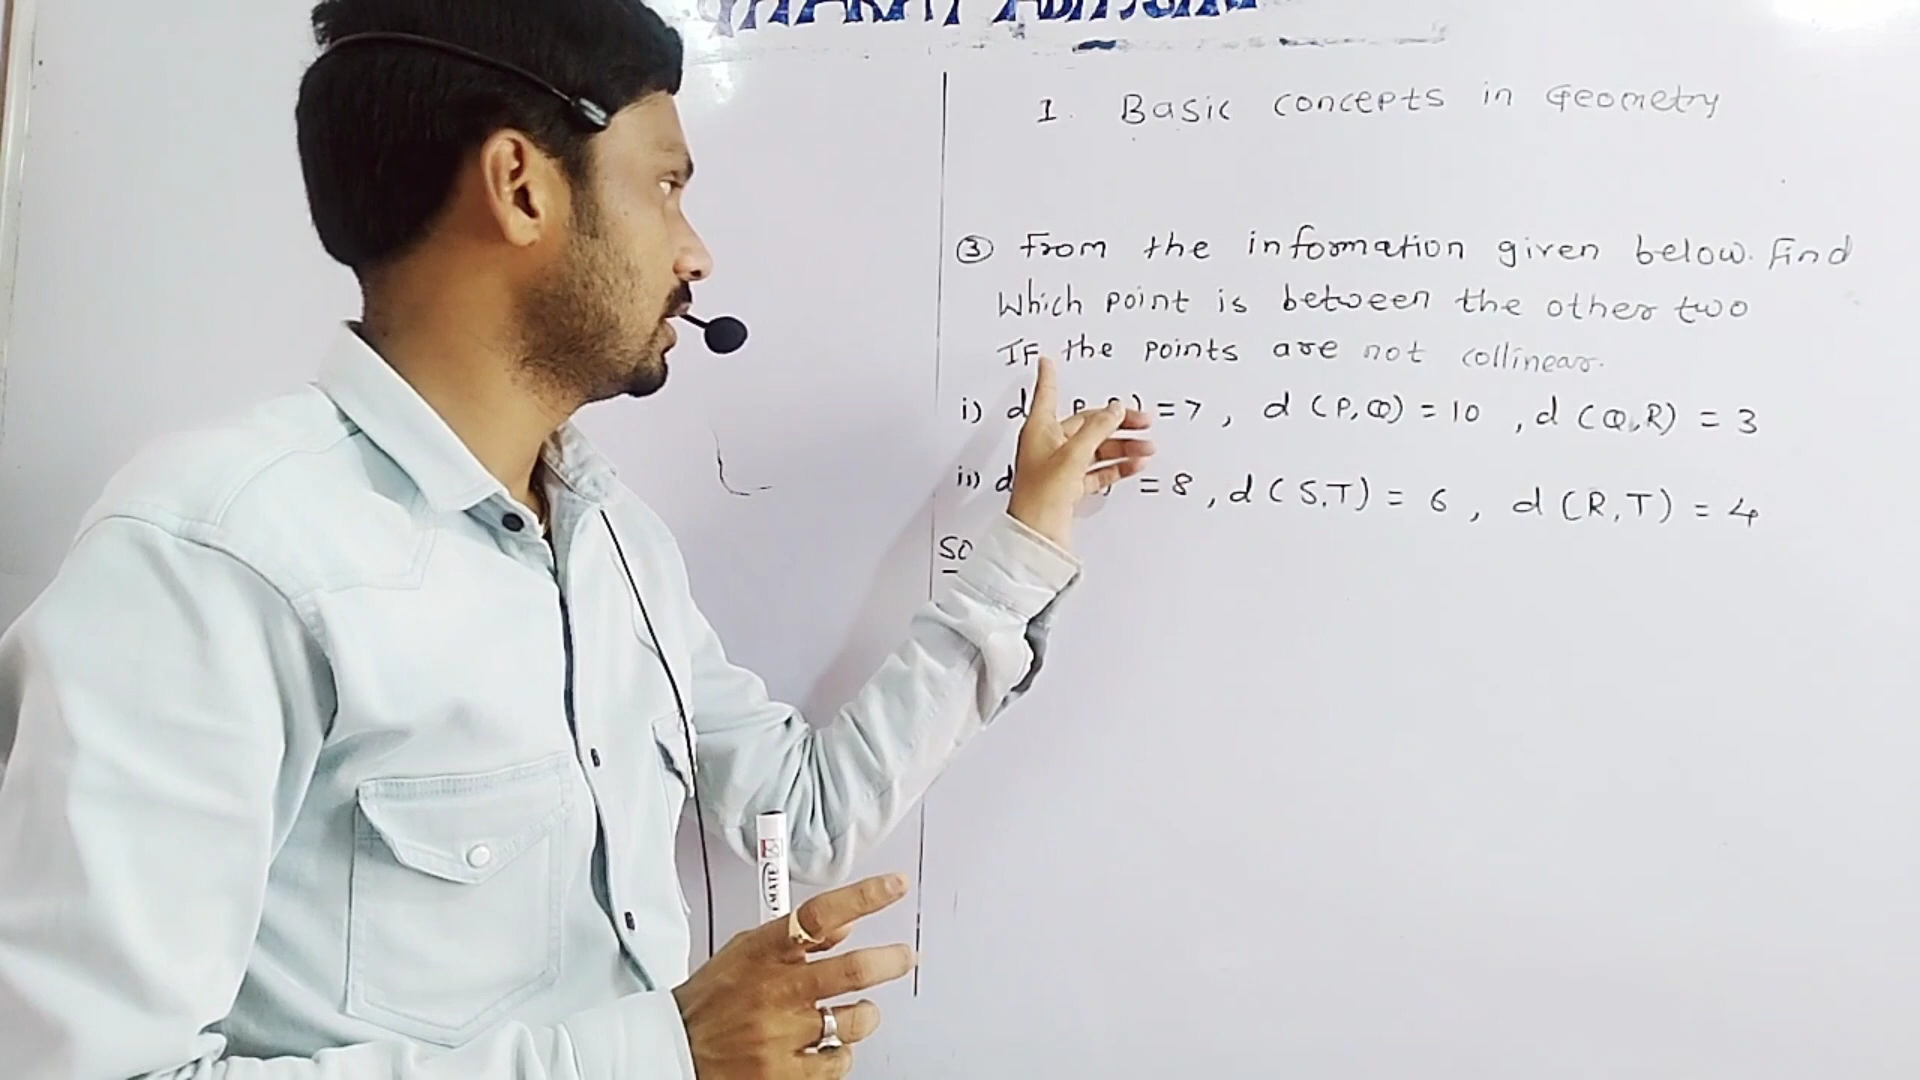 1. Basic concepts in Geometry
③ From the information given below. Find
Which point is between the other two
IF the points are not collinear.
i) d = 7, d (P,Q) = 10, d (Q,R) = 3
ii) d = 8, d (S,T) = 6, d (R,T) = 4